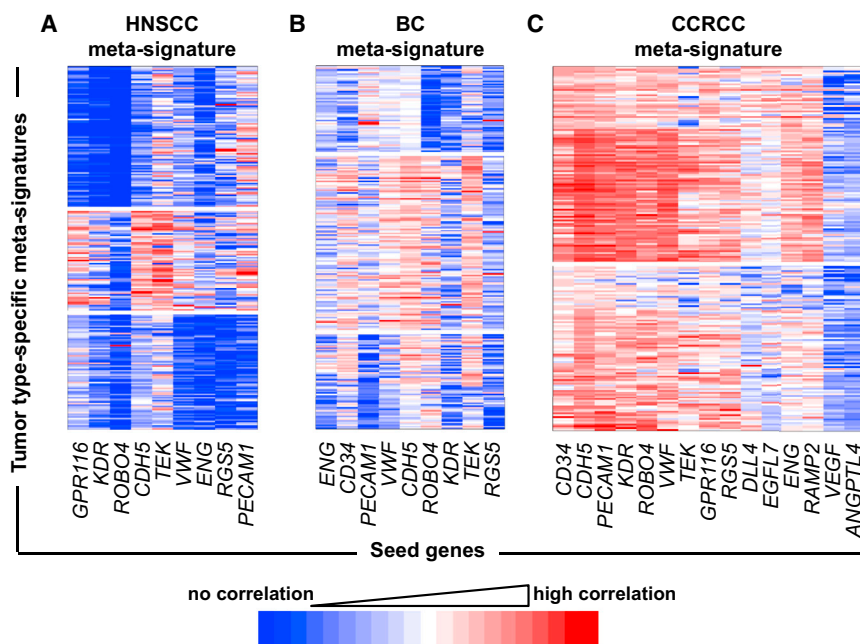 A
HNSCC
meta-signature
B
BC
meta-signature
C
CCRCC
meta-signature
Tumor type-specific meta-signatures
GPR116
KDR
ROBO4
CDH5
TEK
VWF
ENG
RGS5
PECAM1
ENG
CD34
PECAM1
VWF
CDH5
ROBO4
KDR
TEK
RGS5
CD34
CDH5
PECAM1
KDR
ROBO4
VWF
TEK
GPR116
RGS5
DLL4
EGFL7
ENG
RAMP2
VEGF
ANGPTL4
Seed genes
no correlation
high correlation